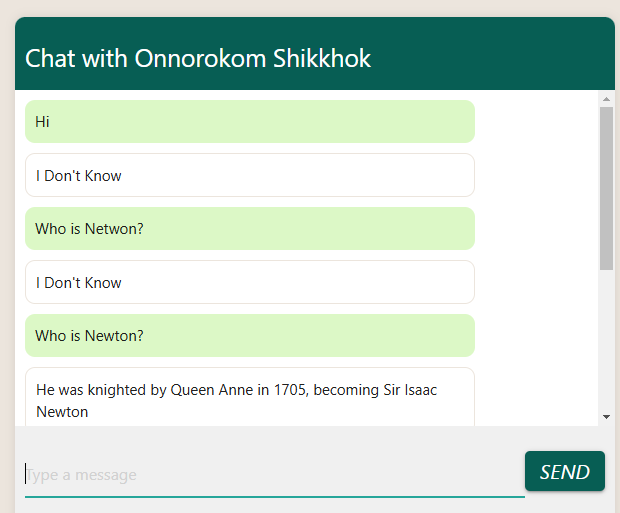 Chat with Onnorokom Shikkhok
Hi
I Don't Know
Who is Netwon?
I Don't Know
Who is Newton?
He was knighted by Queen Anne in 1705, becoming Sir Isaac
Newton
Type a message
SEND